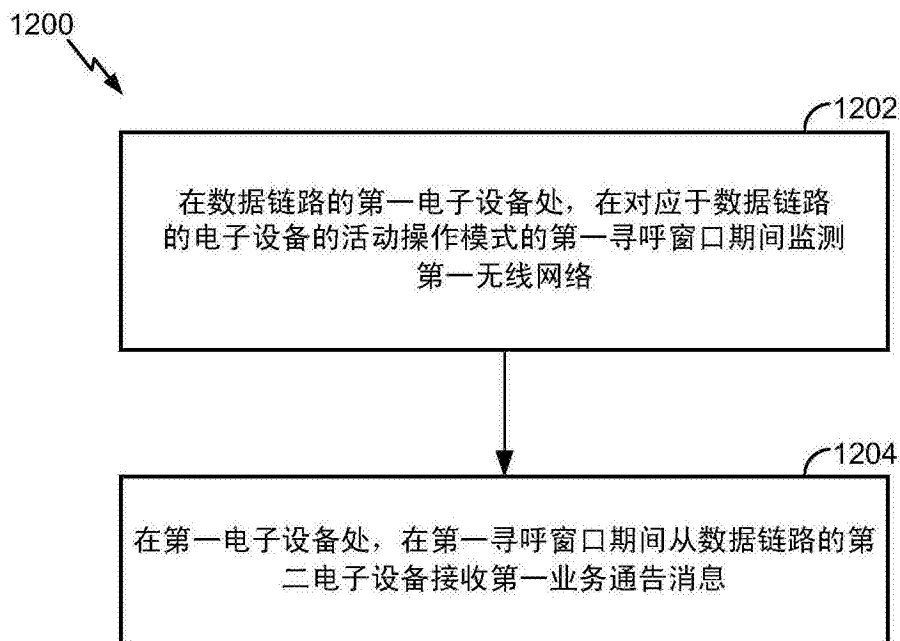 1200
1202
在数据链路的第一电子设备处，在对应于数据链路
的电子设备的活动操作模式的第一寻呼窗口期间监测
第一无线网络
1204
在第一电子设备处，在第一寻呼窗口期间从数据链路的第
二电子设备接收第一业务通告消息